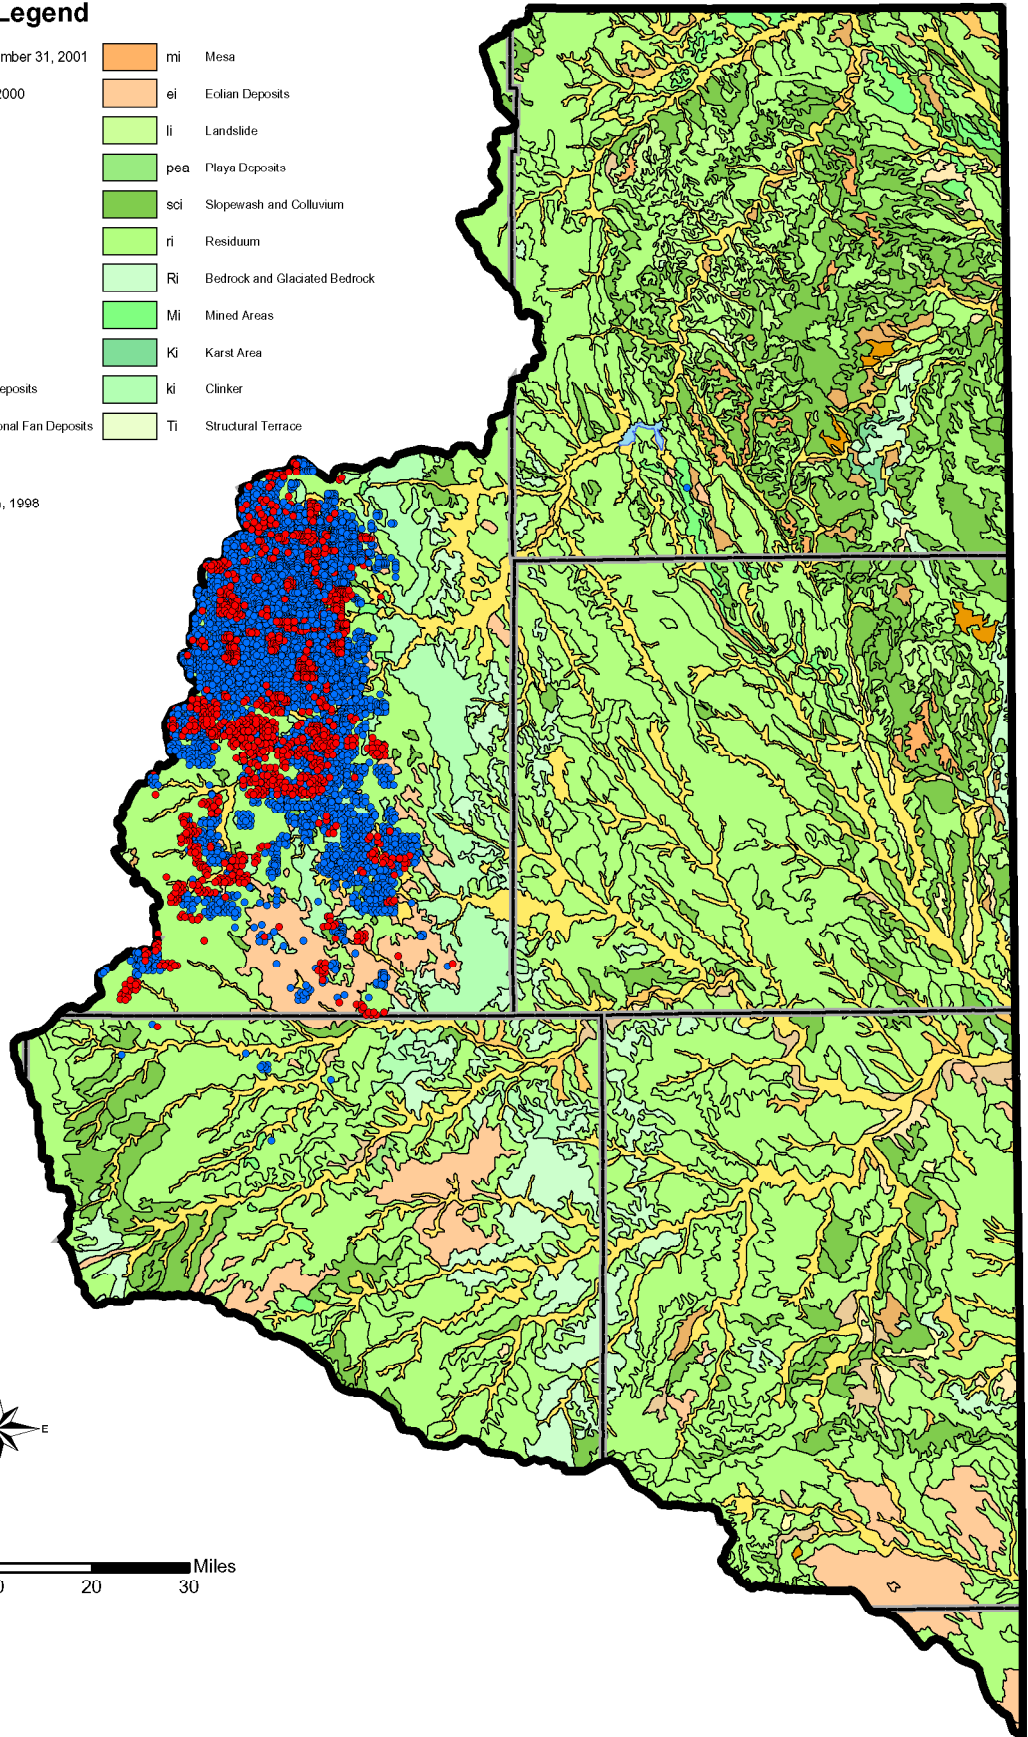 Legend
mber 31, 2001
mi Mesa
2000
ei Eolian Deposits
li Landslide
pea Playa Deposits
sci Slopewash and Colluvium
ri Residuum
Ri Bedrock and Glaciated Bedrock
Mi Mined Areas
Ki Karst Area
eposits
ki Clinker
onal Fan Deposits
Ti Structural Terrace
, 1998
E
Miles
0 20 30